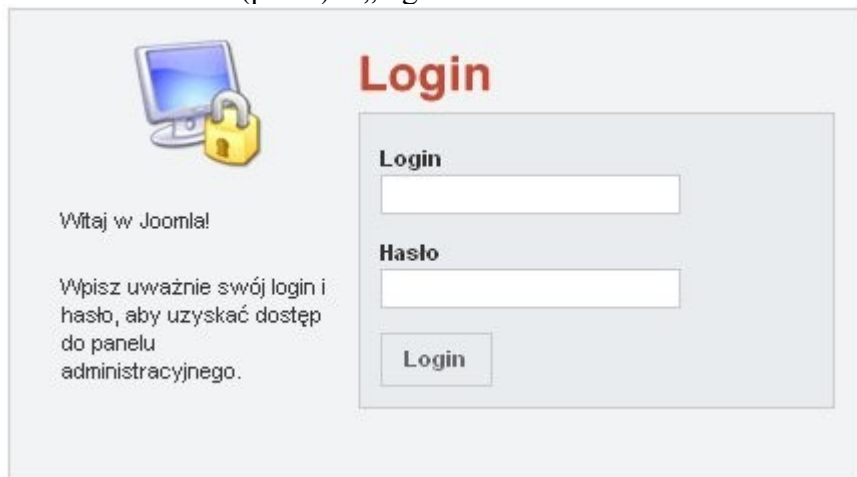 Login
Login
Witaj w Joomla!
Hasło
Wpisz uważnie swój login i
hasło, aby uzyskać dostęp
do panelu
administracyjnego.
Login